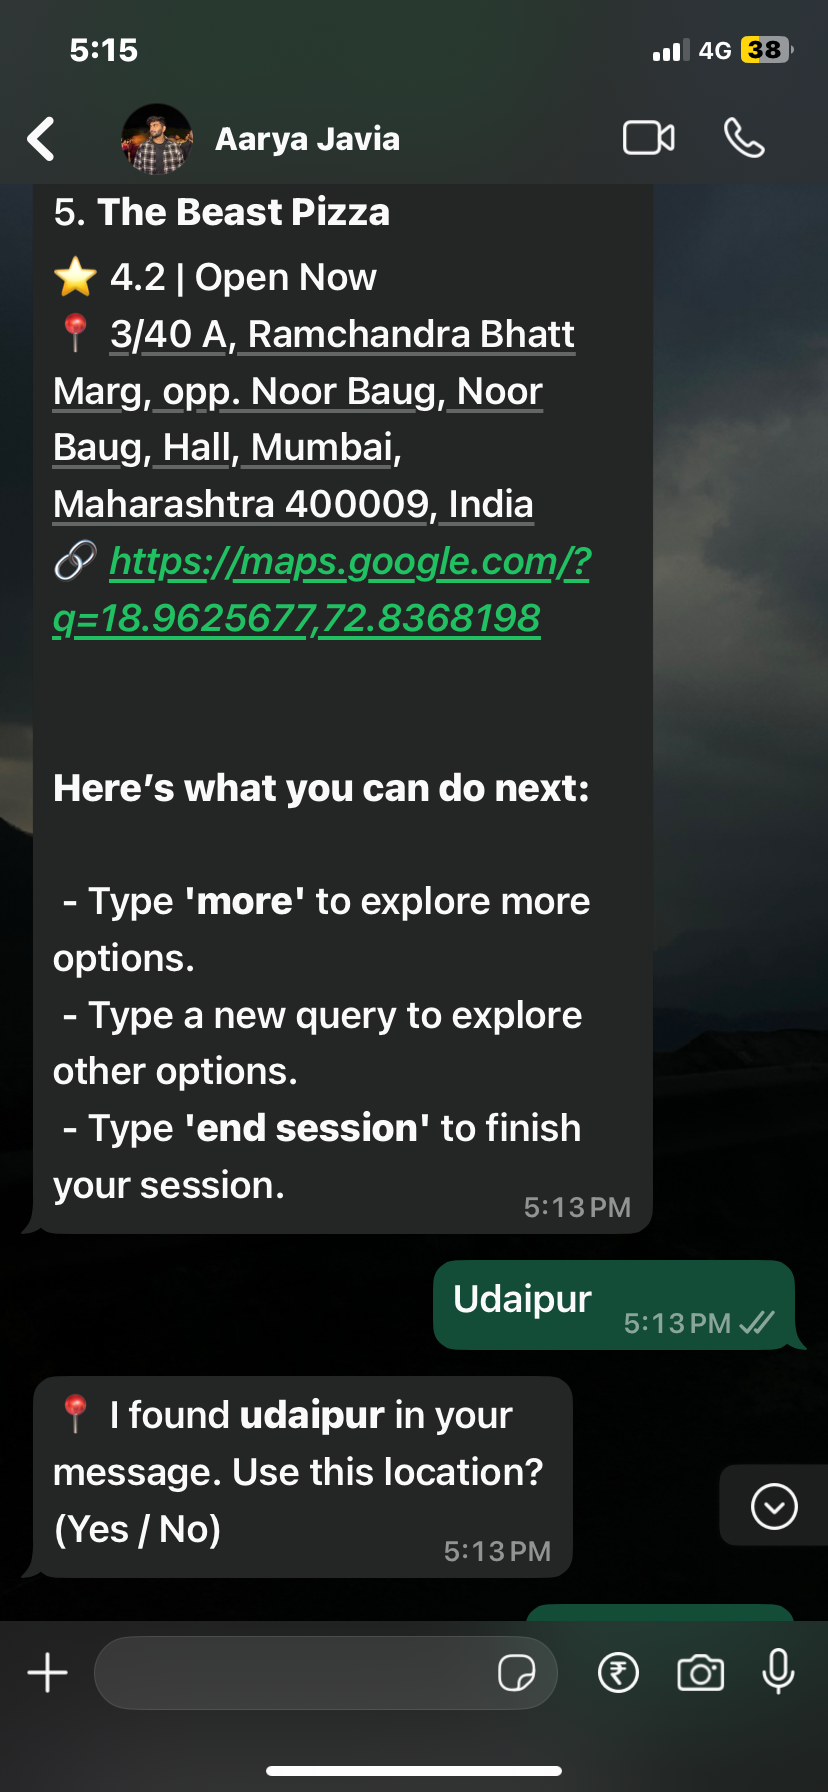 5:15
4G 38
Aarya Javia
5. The Beast Pizza
⭐ 4.2 | Open Now
📍 3/40 A, Ramchandra Bhatt
Marg, opp. Noor Baug, Noor
Baug, Hall, Mumbai,
Maharashtra 400009, India
🔗 https://maps.google.com/?
q=18.9625677,72.8368198
Here’s what you can do next:
- Type 'more' to explore more
options.
- Type a new query to explore
other options.
- Type 'end session' to finish
your session.
5:13 PM
Udaipur
5:13 PM
📍 I found udaipur in your
message. Use this location?
(Yes / No)
5:13 PM